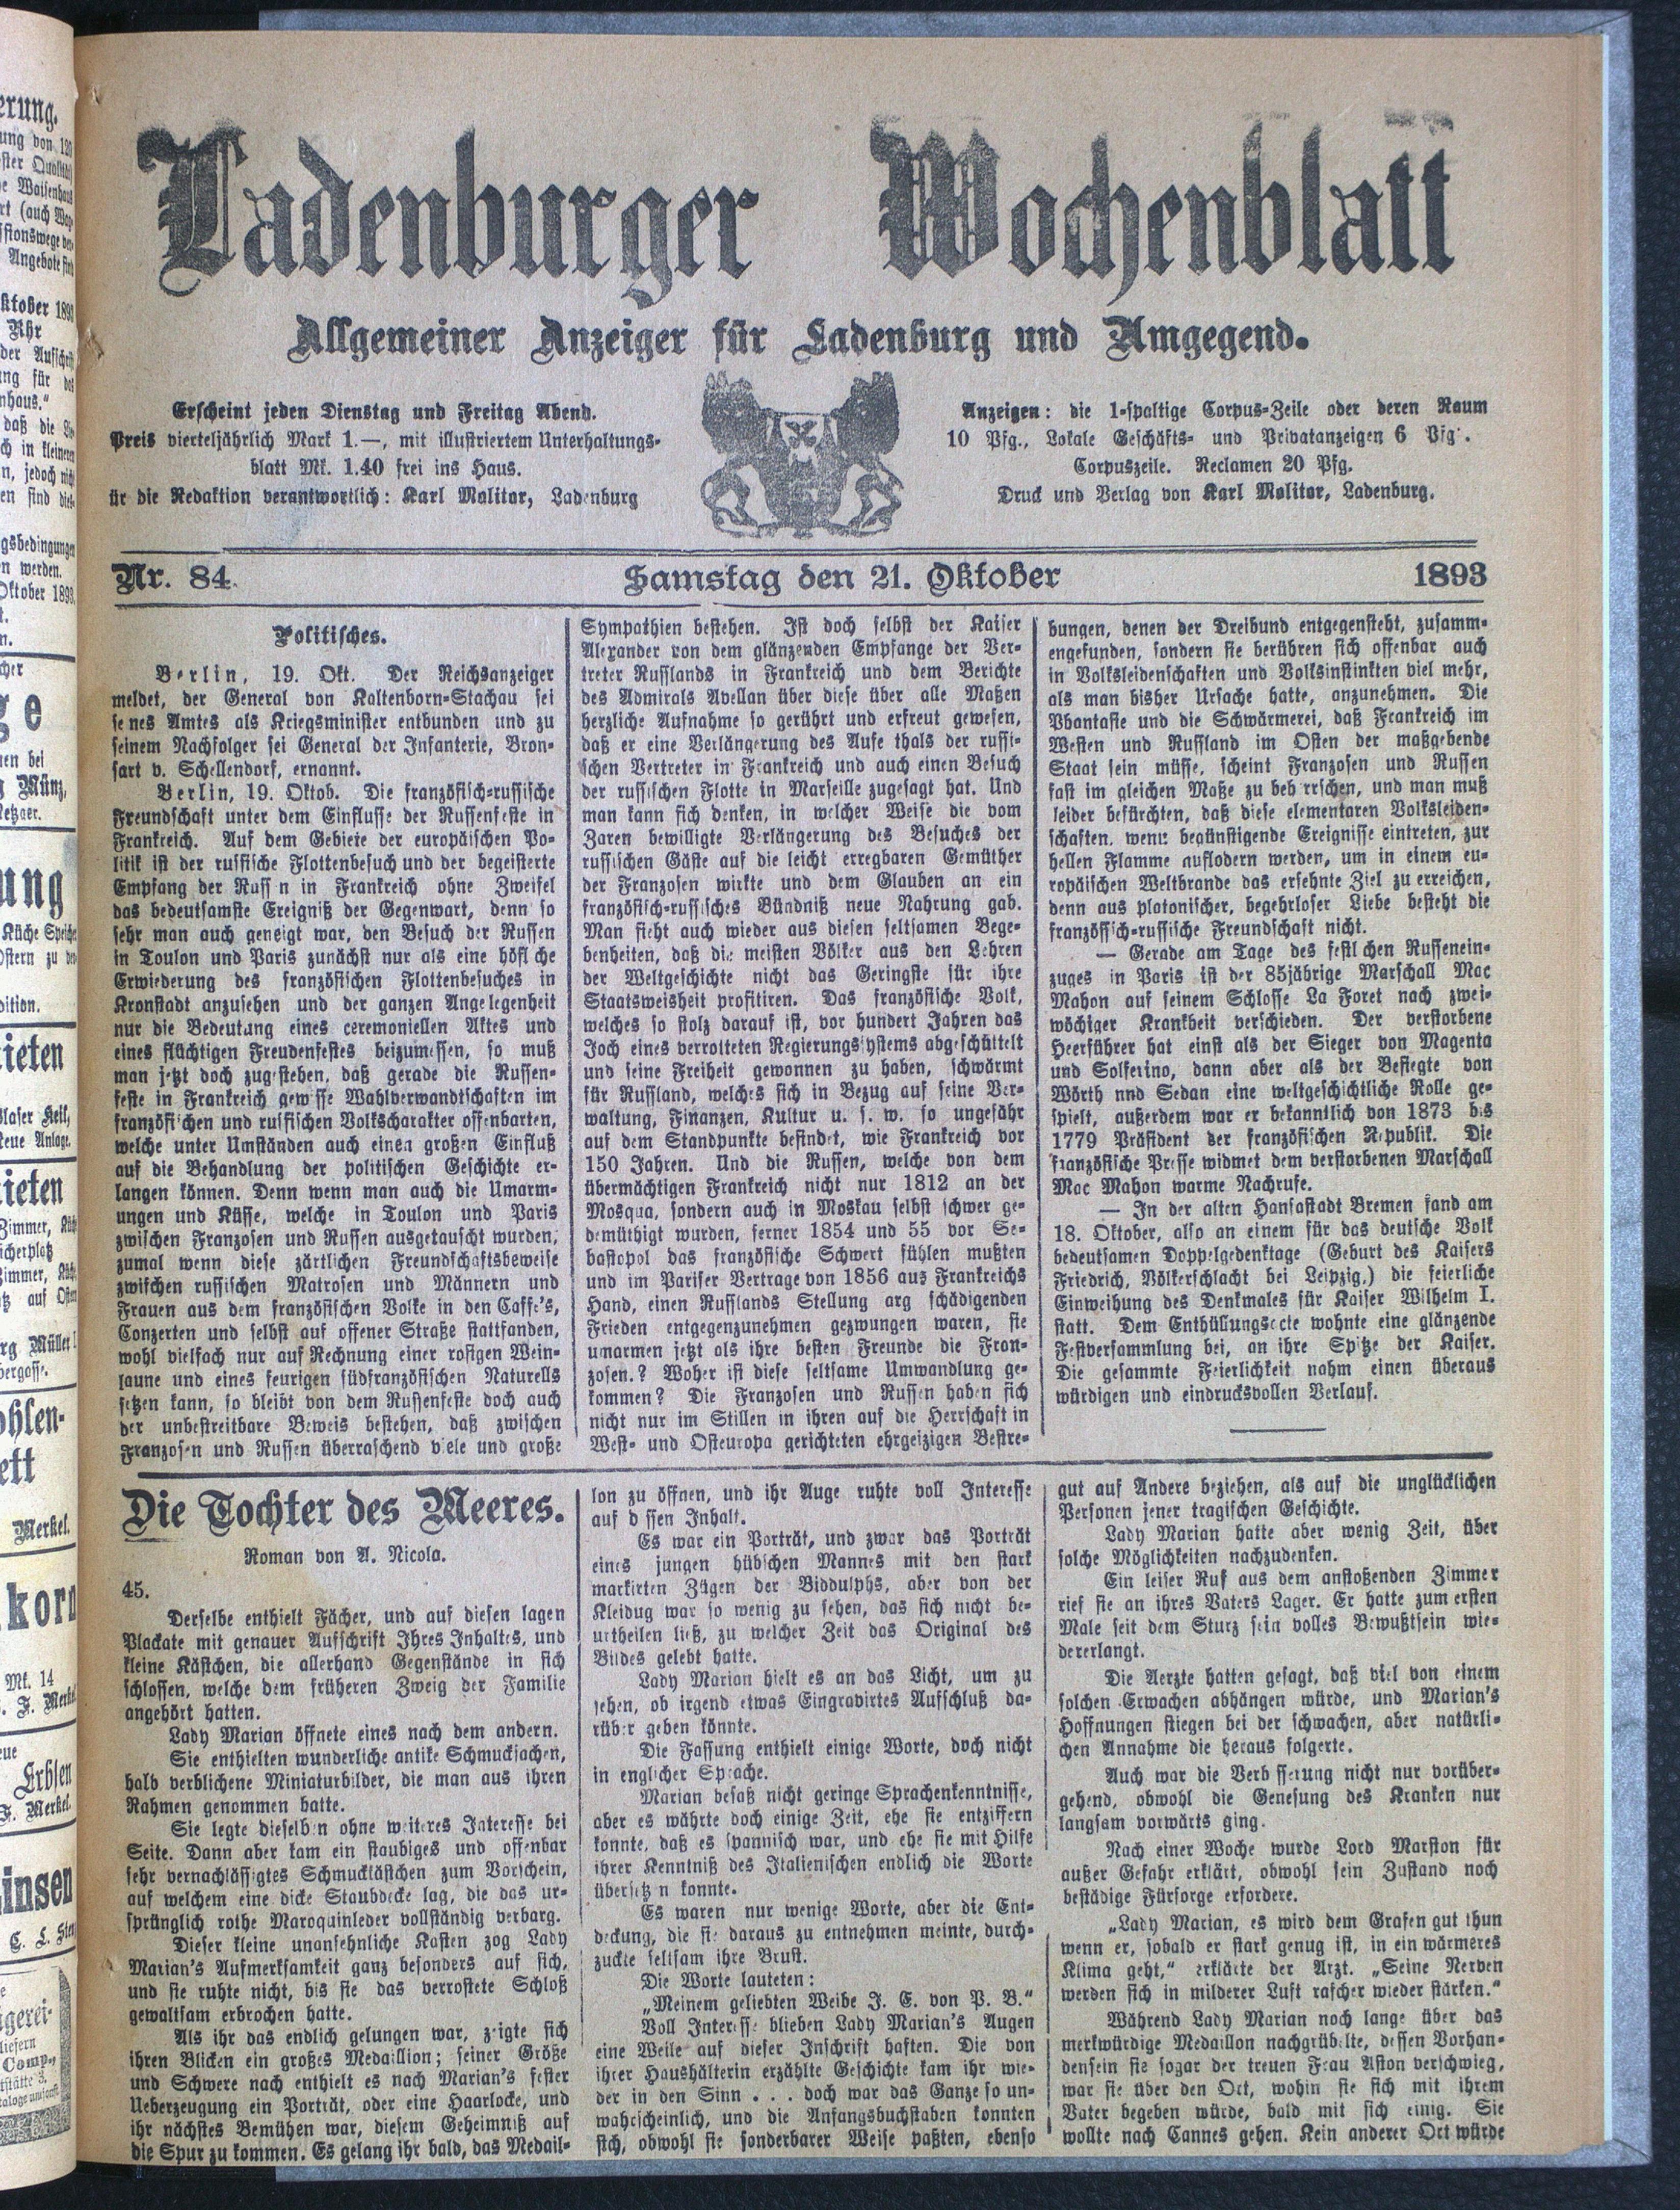 Ladenburger Wochenblatt
Allgemeiner Anzeiger für Ladenburg und Umgegend.
Erscheint jeden Dienstag und Freitag Abend.
Preis vierteljährlich Mark 1.—, mit illustriertem Unterhaltungs-
blatt Mk. 1.40 frei ins Haus.
ür die Redaktion verantwortlich: Karl Molitor, Ladenburg
Anzeigen: die 1-spaltige Corpus-Zeile oder deren Raum
10 Pfg., Lokale Geschäfts- und Privatanzeigen 6 Pfg.
Corpuszeile. Reclamen 20 Pfg.
Druck und Verlag von Karl Molitor, Ladenburg.
Nr. 84. Samstag den 21. Oktober 1893
Politisches.
Berlin, 19. Okt. Der Reichsanzeiger
meldet, der General von Kaltenborn-Stachau sei
se nes Amtes als Kriegsminister entbunden und zu
seinem Nachfolger sei General der Infanterie, Bron-
sart v. Schellendorf, ernannt.
Berlin, 19. Oktob. Die französisch-russische
Freundschaft unter dem Einflusse der Russenfeste in
Frankreich. Auf dem Gebiete der europäischen Po-
litik ist der russische Flottenbesuch und der begeisterte
Empfang der Russ n in Frankreich ohne Zweifel
das bedeutsamste Ereigniß der Gegenwart, denn so
sehr man auch geneigt war, den Besuch der Russen
in Toulon und Paris zunächst nur als eine höfl che
Erwiederung des französischen Flottenbesuches in
Kronstadt anzusehen und der ganzen Angelegenheit
nur die Bedeutung eines ceremoniellen Aktes und
eines flüchtigen Freudenfestes beizumessen, so muß
man jetzt doch zugestehen, daß gerade die Russen-
feste in Frankreich gew sse Wahlverwandtschaften im
französischen und russischen Volkscharakter offenbarten,
welche unter Umständen auch einen großen Einfluß
auf die Behandlung der politischen Geschichte er-
langen können. Denn wenn man auch die Umarm-
ungen und Küsse, welche in Toulon und Paris
zwischen Franzosen und Russen ausgetauscht wurden,
zumal wenn diese zärtlichen Freundschaftsbeweise
zwischen russischen Matrosen und Männern und
Frauen aus dem französischen Volke in den Caffe's,
Conzerten und selbst auf offener Straße stattfanden,
wohl vielfach nur auf Rechnung einer rosigen Wein-
laune und eines feurigen südfranzösischen Naturells
setzen kann, so bleibt von dem Russenfeste doch auch
der unbestreitbare Beweis bestehen, daß zwischen
Franzosen und Russen überraschend viele und große
Sympathien bestehen. Ist doch selbst der Kaiser
Alexander von dem glänzenden Empfange der Ver-
treter Russlands in Frankreich und dem Berichte
des Admirals Avellan über diese über alle Maßen
herzliche Aufnahme so gerührt und erfreut gewesen,
daß er eine Verlängerung des Aufe thals der russi-
schen Vertreter in Frankreich und auch einen Besuch
der russischen Flotte in Marseille zugesagt hat. Und
man kann sich denken, in welcher Weise die vom
Zaren bewilligte Verlängerung des Besuches der
russischen Gäste auf die leicht erregbaren Gemüther
der Franzosen wirkte und dem Glauben an ein
französisch-russisches Bündniß neue Nahrung gab.
Man sieht auch wieder aus diesen seltsamen Bege-
benheiten, daß die meisten Völker aus den Lehren
der Weltgeschichte nicht das Geringste für ihre
Staatsweisheit profitiren. Das französische Volk,
welches so stolz darauf ist, vor hundert Jahren das
Joch eines verrotteten Regierungssystems abgeschüttelt
und seine Freiheit gewonnen zu haben, schwärmt
für Russland, welches sich in Bezug auf seine Ver-
waltung, Finanzen, Kultur u. s. w. so ungefähr
auf dem Standpunkte befindet, wie Frankreich vor
150 Jahren. Und die Russen, welche von dem
übermächtigen Frankreich nicht nur 1812 an der
Mosqua, sondern auch in Moskau selbst schwer ge-
demüthigt wurden, ferner 1854 und 55 vor Se-
bastopol das französische Schwert fühlen mußten
und im Pariser Vertrage von 1856 aus Frankreichs
Hand, einen Russlands Stellung arg schädigenden
Frieden entgegenzunehmen gezwungen waren, sie
umarmen jetzt als ihre besten Freunde die Fran-
zosen.? Woher ist diese seltsame Umwandlung ge-
kommen? Die Franzosen und Russen haben sich
nicht nur im Stillen in ihren auf die Herrschaft in
West- und Osteuropa gerichteten ehrgeizigen Bestre-
bungen, denen der Dreibund entgegensteht, zusamm-
engefunden, sondern sie berühren sich offenbar auch
in Volksleidenschaften und Volksinstinkten viel mehr,
als man bisher Ursache hatte, anzunehmen. Die
Phantasie und die Schwärmerei, daß Frankreich im
Westen und Russland im Osten der maßgebende
Staat sein müsse, scheint Franzosen und Russen
fast im gleichen Maße zu beherrschen, und man muß
leider befürchten, daß diese elementaren Volksleiden-
schaften, wenn begünstigende Ereignisse eintreten, zur
hellen Flamme auflodern werden, um in einem eu-
ropäischen Weltbrande das ersehnte Ziel zu erreichen,
denn aus platonischer, begehrloser Liebe besteht die
französisch-russische Freundschaft nicht.
— Gerade am Tage des festl chen Russenein-
zuges in Paris ist der 85jährige Marschall Mac
Mahon auf seinem Schlosse La Foret nach zwei-
wöchiger Krankheit verschieden. Der verstorbene
Heerführer hat einst als der Sieger von Magenta
und Solferino, dann aber als der Besiegte von
Wörth nnd Sedan eine weltgeschichtliche Rolle ge-
spielt, außerdem war er bekanntlich von 1873 bis
1779 Präsident der französischen Republik. Die
französische Presse widmet dem verstorbenen Marschall
Mac Mahon warme Nachrufe.
— In der alten Hansastadt Bremen fand am
18. Oktober, also an einem für das deutsche Volk
bedeutsamen Doppelgedenktage (Geburt des Kaisers
Friedrich, Völkerschlacht bei Leipzig.) die feierliche
Einweihung des Denkmales für Kaiser Wilhelm I.
statt. Dem Enthüllungsacte wohnte eine glänzende
Festversammlung bei, an ihre Spitze der Kaiser.
Die gesammte Feierlichkeit nahm einen überaus
würdigen und eindrucksvollen Verlauf.
Die Tochter des Meeres.
Roman von A. Nicola.
45.
Derselbe enthielt Fächer, und auf diesen lagen
Plackate mit genauer Aufschrift Ihres Inhaltes, und
kleine Kästchen, die allerhand Gegenstände in sich
schlossen, welche dem früheren Zweig der Familie
angehört hatten.
Lady Marian öffnete eines nach dem andern.
Sie enthielten wunderliche antike Schmucksachen,
halb verblichene Miniaturbilder, die man aus ihren
Rahmen genommen hatte.
Sie legte dieselben ohne weiteres Interesse bei
Seite. Dann aber kam ein staubiges und offenbar
sehr vernachlässigtes Schmuckkästchen zum Vorschein,
auf welchem eine dicke Staubdecke lag, die das ur-
sprünglich rothe Maroquinleder vollständig verbarg.
Dieser kleine unansehnliche Kasten zog Lady
Marian's Aufmerksamkeit ganz besonders auf sich,
und sie ruhte nicht, bis sie das verrostete Schloß
gewaltsam erbrochen hatte.
Als ihr das endlich gelungen war, zeigte sich
ihren Blicken ein großes Medaillion; seiner Größe
und Schwere nach enthielt es nach Marian's fester
Ueberzeugung ein Porträt, oder eine Haarlocke, und
ihr nächstes Bemühen war, diesem Geheimniß auf
die Spur zu kommen. Es gelang ihr bald, das Medail-
lon zu öffnen, und ihr Auge ruhte voll Interesse
auf d ssen Inhalt.
Es war ein Porträt, und zwar das Porträt
eines jungen hübschen Mannes mit den stark
markirten Zügen der Biddulphs, aber von der
Kleidug war so wenig zu sehen, das sich nicht be-
urtheilen ließ, zu welcher Zeit das Original des
Bildes gelebt hatte.
Lady Marian hielt es an das Licht, um zu
sehen, ob irgend etwas Eingravirtes Aufschluß da-
rüber geben könnte.
Die Fassung enthielt einige Worte, doch nicht
in englicher Sprache.
Marian besaß nicht geringe Sprachenkenntnisse,
aber es währte doch einige Zeit, ehe sie entziffern
konnte, daß es spannisch war, und ehe sie mit Hilfe
ihrer Kenntniß des Italienischen endlich die Worte
übersetz n konnte.
Es waren nur wenige Worte, aber die Ent-
deckung, die sie daraus zu entnehmen meinte, durch-
zuckte seltsam ihre Brust.
Die Worte lauteten:
„Meinem geliebten Weibe J. E. von P. B.“
Voll Interesse blieben Lady Marian's Augen
eine Weile auf dieser Inschrift haften. Die von
ihrer Haushälterin erzählte Geschichte kam ihr wie-
der in den Sinn . . . doch war das Ganze so un-
wahrscheinlich, und die Anfangsbuchstaben konnten
sich, obwohl sie sonderbarer Weise paßten, ebenso
gut auf Andere beziehen, als auf die unglücklichen
Personen jener tragischen Geschichte.
Lady Marian hatte aber wenig Zeit, über
solche Möglichkeiten nachzudenken.
Ein leiser Ruf aus dem anstoßenden Zimmer
rief sie an ihres Vaters Lager. Er hatte zum ersten
Male seit dem Sturz sein volles Bewußtsein wie-
dererlangt.
Die Aerzte hatten gesagt, daß viel von einem
solchen Erwachen abhängen würde, und Marian's
Hoffnungen stiegen bei der schwachen, aber natürli-
chen Annahme die heraus folgerte.
Auch war die Verb sserung nicht nur vorüber-
gehend, obwohl die Genesung des Kranken nur
langsam vorwärts ging.
Nach einer Woche wurde Lord Marston für
außer Gefahr erklärt, obwohl sein Zustand noch
bestädige Fürsorge erfordere.
„Lady Marian, es wird dem Grafen gut thun
wenn er, sobald er stark genug ist, in ein wärmeres
Klima geht,“ erklärte der Arzt. „Seine Nerven
werden sich in milderer Luft rascher wieder stärken.“
Während Lady Marian noch lange über das
merkwürdige Medaillon nachgrübelte, dessen Vorhan-
densein sie sogar der treuen Frau Aston verschwieg,
war sie über den Ort, wohin sie sich mit ihrem
Vater begeben würde, bald mit sich einig. Sie
wollte nach Cannes gehen. Kein anderer Ort würde